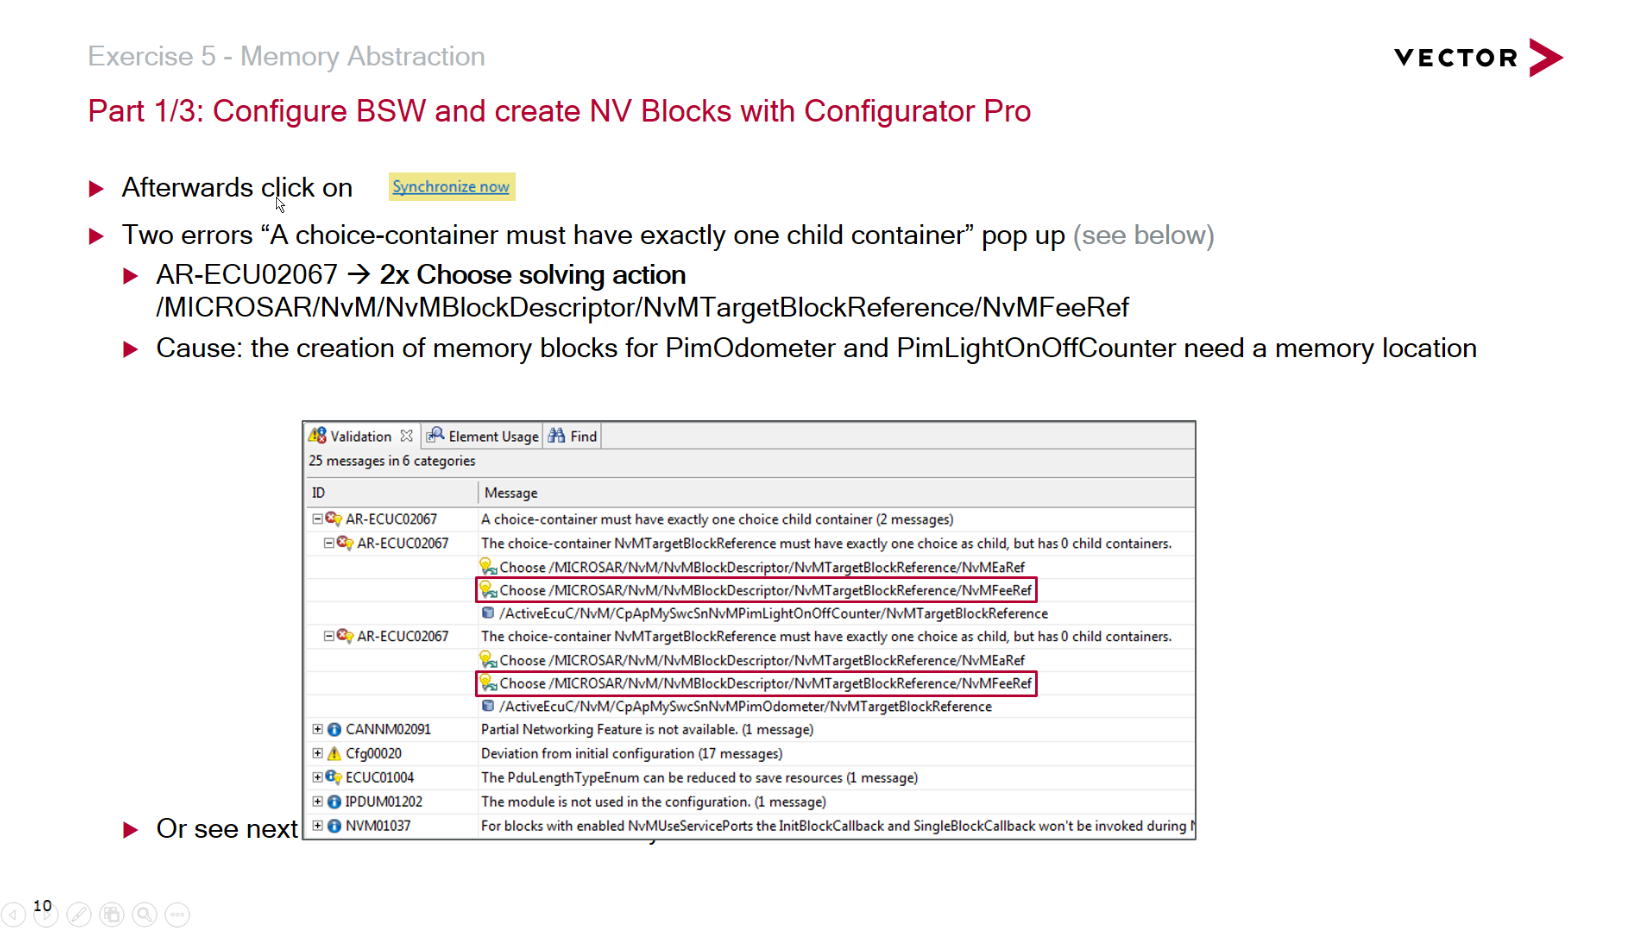 Exercise 5 - Memory Abstraction
VECTOR
Part 1/3: Configure BSW and create NV Blocks with Configurator Pro
Afterwards click on Synchronize now
Two errors “A choice-container must have exactly one child container” pop up (see below)
AR-ECU02067 → 2x Choose solving action
/MICROSAR/NvM/NvMBlockDescriptor/NvMTargetBlockReference/NvMFeeRef
Cause: the creation of memory blocks for PimOdometer and PimLightOnOffCounter need a memory location
Validation Element Usage Find
25 messages in 6 categories
ID Message
AR-ECUC02067 A choice-container must have exactly one choice child container (2 messages)
AR-ECUC02067 The choice-container NvMTargetBlockReference must have exactly one choice as child, but has 0 child containers.
Choose /MICROSAR/NvM/NvMBlockDescriptor/NvMTargetBlockReference/NvMEaRef
Choose /MICROSAR/NvM/NvMBlockDescriptor/NvMTargetBlockReference/NvMFeeRef
/ActiveEcuC/NvM/CpApMySwcSnNvMPimLightOnOffCounter/NvMTargetBlockReference
AR-ECUC02067 The choice-container NvMTargetBlockReference must have exactly one choice as child, but has 0 child containers.
Choose /MICROSAR/NvM/NvMBlockDescriptor/NvMTargetBlockReference/NvMEaRef
Choose /MICROSAR/NvM/NvMBlockDescriptor/NvMTargetBlockReference/NvMFeeRef
/ActiveEcuC/NvM/CpApMySwcSnNvMPimOdometer/NvMTargetBlockReference
CANNM02091 Partial Networking Feature is not available. (1 message)
Cfg00020 Deviation from initial configuration (17 messages)
ECUC01004 The PduLengthTypeEnum can be reduced to save resources (1 message)
IPDUM01202 The module is not used in the configuration. (1 message)
NVM01037 For blocks with enabled NvMUseServicePorts the InitBlockCallback and SingleBlockCallback won't be invoked during
Or see next
10